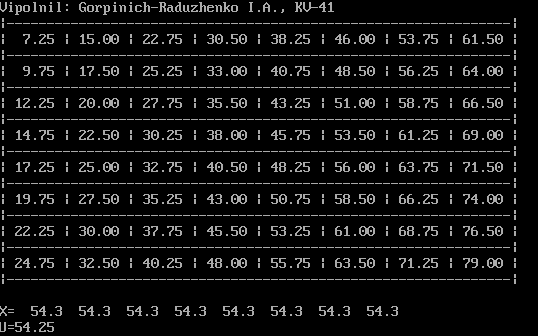 Vipolnil: Gorpinich-Raduzhenko I.A., KV-41
¦ 7.25 ¦ 15.00 ¦ 22.75 ¦ 30.50 ¦ 38.25 ¦ 46.00 ¦ 53.75 ¦ 61.50 ¦
¦ 9.75 ¦ 17.50 ¦ 25.25 ¦ 33.00 ¦ 40.75 ¦ 48.50 ¦ 56.25 ¦ 64.00 ¦
¦ 12.25 ¦ 20.00 ¦ 27.75 ¦ 35.50 ¦ 43.25 ¦ 51.00 ¦ 58.75 ¦ 66.50 ¦
¦ 14.75 ¦ 22.50 ¦ 30.25 ¦ 38.00 ¦ 45.75 ¦ 53.50 ¦ 61.25 ¦ 69.00 ¦
¦ 17.25 ¦ 25.00 ¦ 32.75 ¦ 40.50 ¦ 48.25 ¦ 56.00 ¦ 63.75 ¦ 71.50 ¦
¦ 19.75 ¦ 27.50 ¦ 35.25 ¦ 43.00 ¦ 50.75 ¦ 58.50 ¦ 66.25 ¦ 74.00 ¦
¦ 22.25 ¦ 30.00 ¦ 37.75 ¦ 45.50 ¦ 53.25 ¦ 61.00 ¦ 68.75 ¦ 76.50 ¦
¦ 24.75 ¦ 32.50 ¦ 40.25 ¦ 48.00 ¦ 55.75 ¦ 63.50 ¦ 71.25 ¦ 79.00 ¦
X= 54.3 54.3 54.3 54.3 54.3 54.3 54.3 54.3
U=54.25